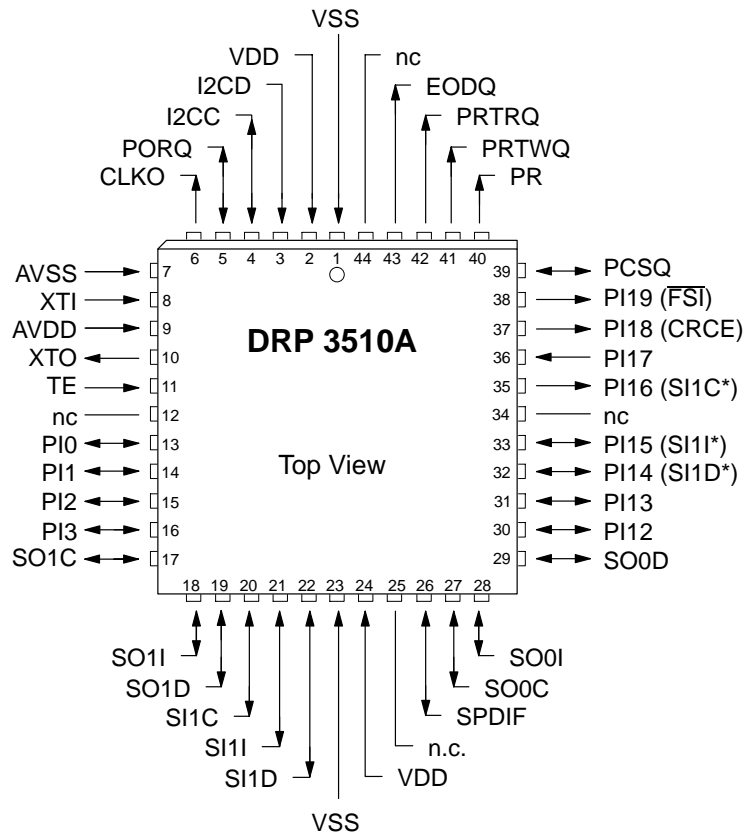 VSS
VDD nc
I2CD EODQ
I2CC PRTRQ
PORQ PRTWQ
CLKO PR
6 5 4 3 2 1 44 43 42 41 40
AVSS 7 39 PCSQ
XTI 8 38 PI19 (F̅S̅I̅)
AVDD 9 37 PI18 (CRCE)
DRP 3510A
XTO 10 36 PI17
TE 11 35 PI16 (SI1C*)
nc 12 34 nc
PI0 13 33 PI15 (SI1I*)
Top View
PI1 14 32 PI14 (SI1D*)
PI2 15 31 PI13
PI3 16 30 PI12
SO1C 17 29 SO0D
18 19 20 21 22 23 24 25 26 27 28
SO1I SO0I
SO1D SO0C
SI1C SPDIF
SI1I n.c.
SI1D VDD
VSS